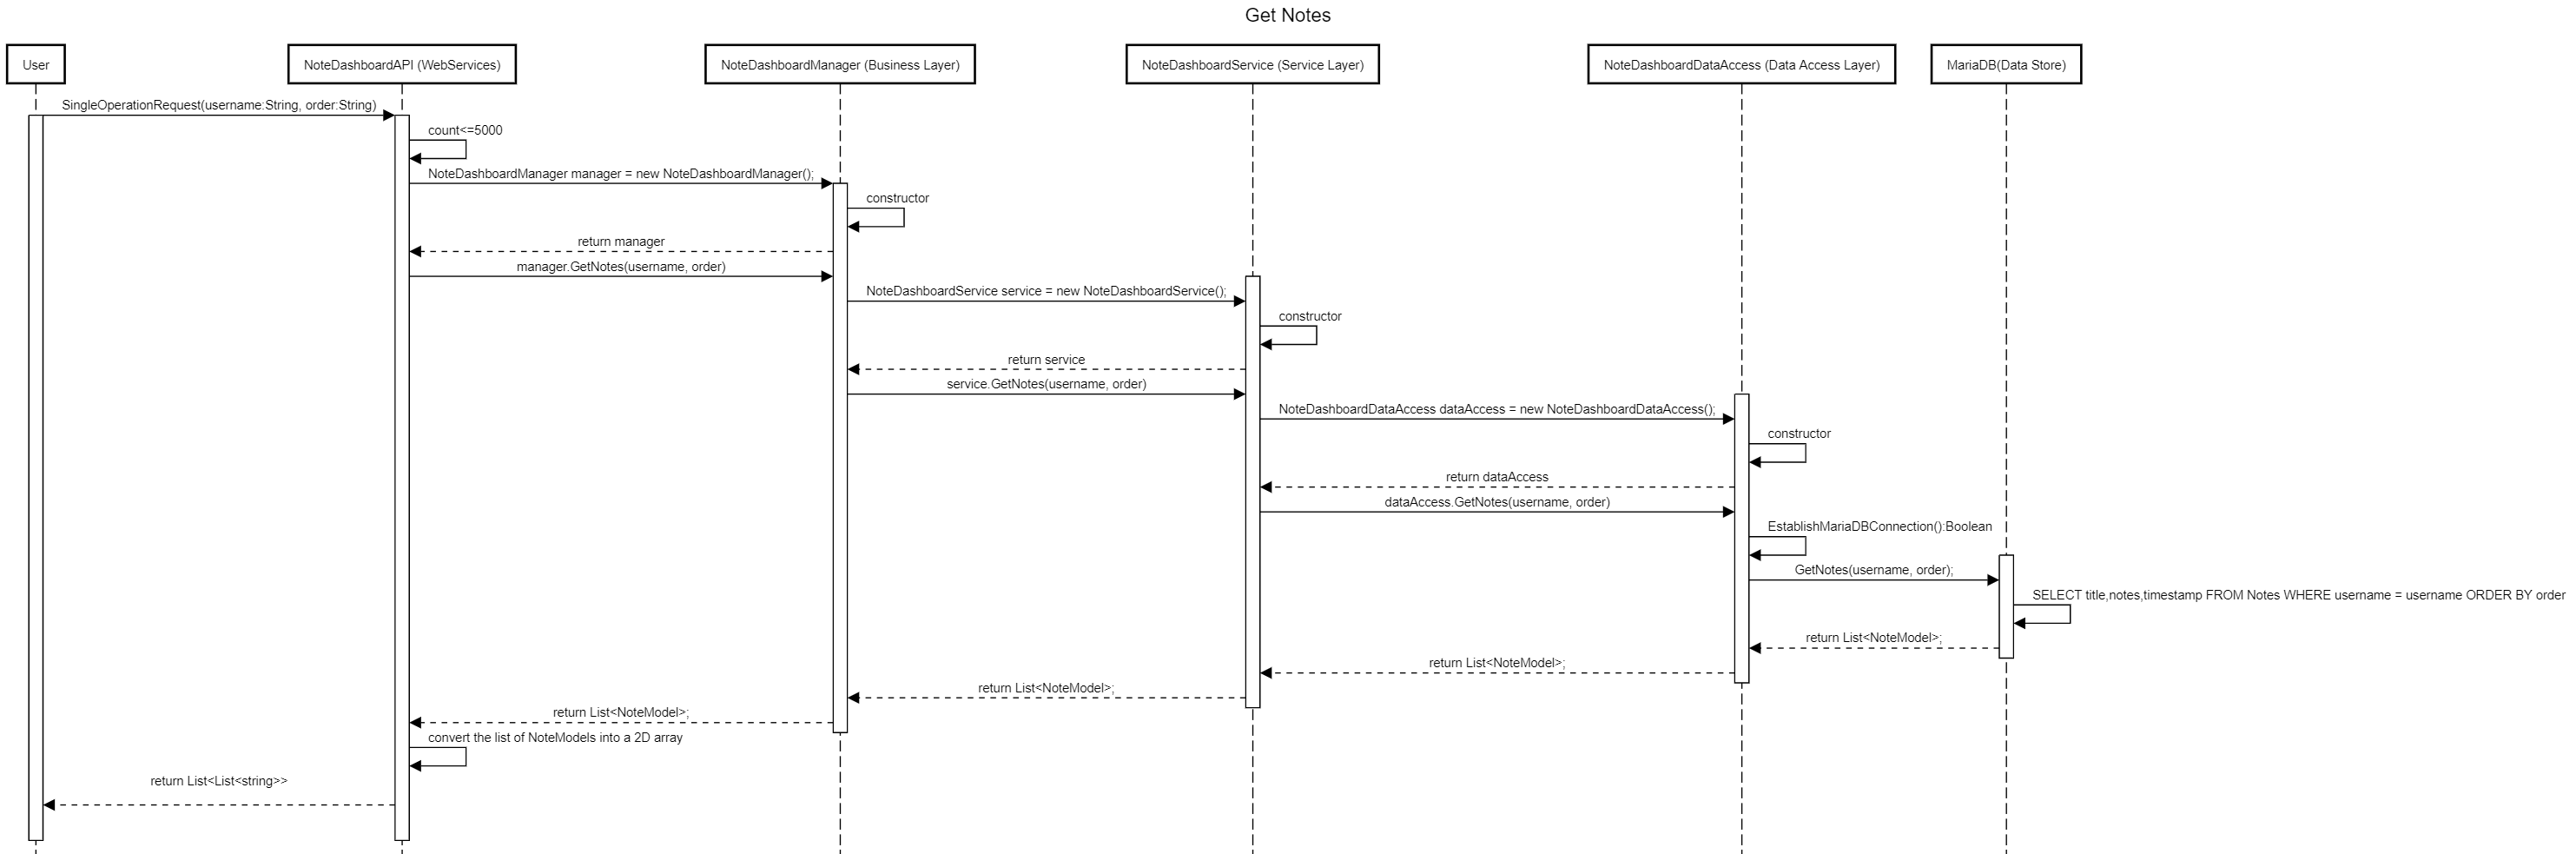 Get Notes
User
NoteDashboardAPI (WebServices)
NoteDashboardManager (Business Layer)
NoteDashboardService (Service Layer)
NoteDashboardDataAccess (Data Access Layer)
MariaDB(Data Store)
SingleOperationRequest(username:String, order:String)
count<=5000
NoteDashboardManager manager = new NoteDashboardManager();
constructor
return manager
manager.GetNotes(username, order)
NoteDashboardService service = new NoteDashboardService();
constructor
return service
service.GetNotes(username, order)
NoteDashboardDataAccess dataAccess = new NoteDashboardDataAccess();
constructor
return dataAccess
dataAccess.GetNotes(username, order)
EstablishMariaDBConnection():Boolean
GetNotes(username, order);
SELECT title,notes,timestamp FROM Notes WHERE username = username ORDER BY order
return List<NoteModel>;
return List<NoteModel>;
return List<NoteModel>;
return List<NoteModel>;
convert the list of NoteModels into a 2D array
return List<List<string>>